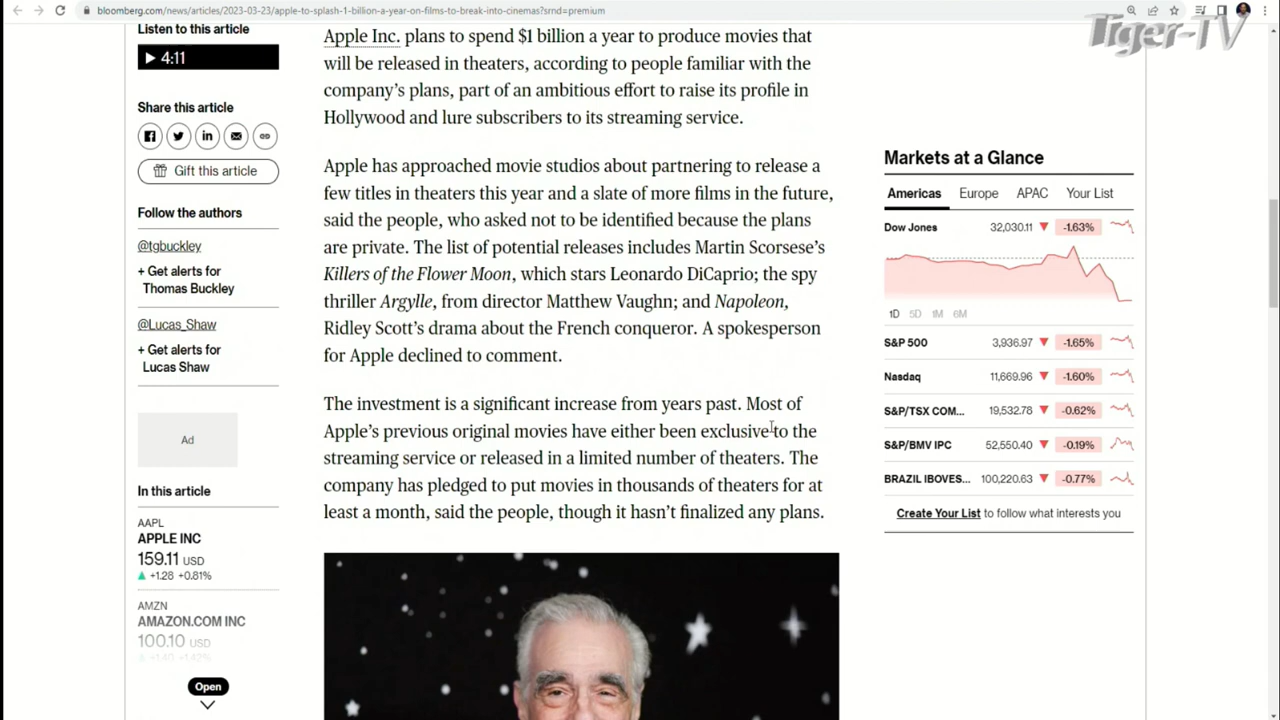 bloomberg.com/news/articles/2023-03-23/apple-to-splash-1-billion-a-year-on-films-to-break-into-cinemas?srnd=premium
Tiger-TV
Listen to this article
4:11
Share this article
Gift this article
Follow the authors
@tgbuckley
+ Get alerts for
Thomas Buckley
@Lucas_Shaw
+ Get alerts for
Lucas Shaw
Ad
In this article
AAPL
APPLE INC
159.11 USD
+1.28 +0.81%
AMZN
AMAZON.COM INC
100.10 USD
+1.40 +1.42%
Open
Apple Inc. plans to spend $1 billion a year to produce movies that
will be released in theaters, according to people familiar with the
company's plans, part of an ambitious effort to raise its profile in
Hollywood and lure subscribers to its streaming service.
Apple has approached movie studios about partnering to release a
few titles in theaters this year and a slate of more films in the future,
said the people, who asked not to be identified because the plans
are private. The list of potential releases includes Martin Scorsese's
Killers of the Flower Moon, which stars Leonardo DiCaprio; the spy
thriller Argylle, from director Matthew Vaughn; and Napoleon,
Ridley Scott's drama about the French conqueror. A spokesperson
for Apple declined to comment.
The investment is a significant increase from years past. Most of
Apple's previous original movies have either been exclusive to the
streaming service or released in a limited number of theaters. The
company has pledged to put movies in thousands of theaters for at
least a month, said the people, though it hasn't finalized any plans.
Markets at a Glance
Americas Europe APAC Your List
Dow Jones 32,030.11 -1.63%
1D 5D 1M 6M
S&P 500 3,936.97 -1.65%
Nasdaq 11,669.96 -1.60%
S&P/TSX COM... 19,532.78 -0.62%
S&P/BMV IPC 52,550.40 -0.19%
BRAZIL IBOVES... 100,220.63 -0.77%
Create Your List to follow what interests you